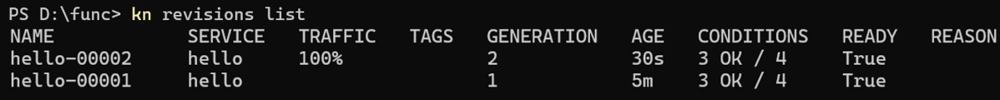 PS D:\func> kn revisions list
NAME SERVICE TRAFFIC TAGS GENERATION AGE CONDITIONS READY REASON
hello-00002 hello 100% 2 30s 3 OK / 4 True
hello-00001 hello 1 5m 3 OK / 4 True